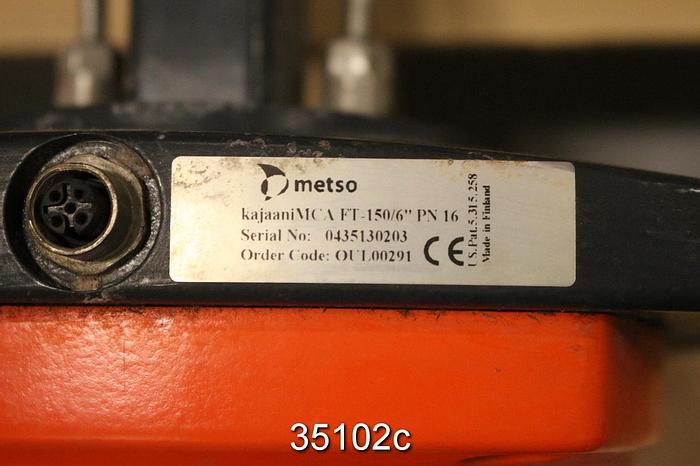 metso
kajaaniMCA FT-150/6" PN 16
Serial No: 0435130203
Order Code: OUL00291
CE
US.Pat.5.315.258
Made in Finland
35102c